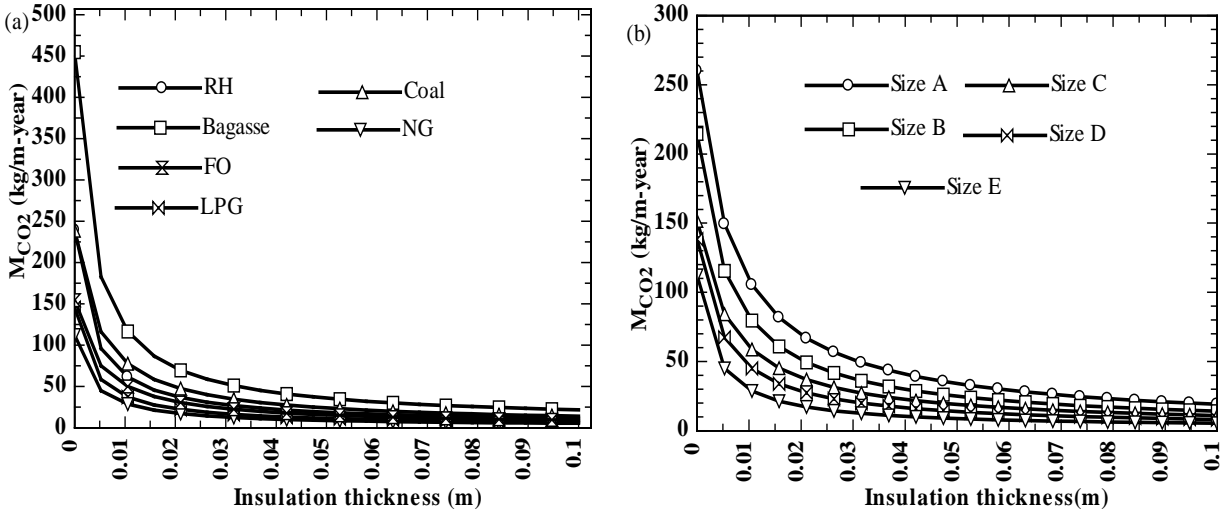 (a)
M_CO2 (kg/m-year)
500
450
400
350
300
250
200
150
100
50
0
RH
Coal
Bagasse
NG
FO
LPG
0
0.01
0.02
0.03
0.04
0.05
0.06
0.07
0.08
0.09
0.1
Insulation thickness (m)
(b)
M_CO2 (kg/m-year)
300
250
200
150
100
50
0
Size A
Size C
Size B
Size D
Size E
0
0.01
0.02
0.03
0.04
0.05
0.06
0.07
0.08
0.09
0.1
Insulation thickness(m)